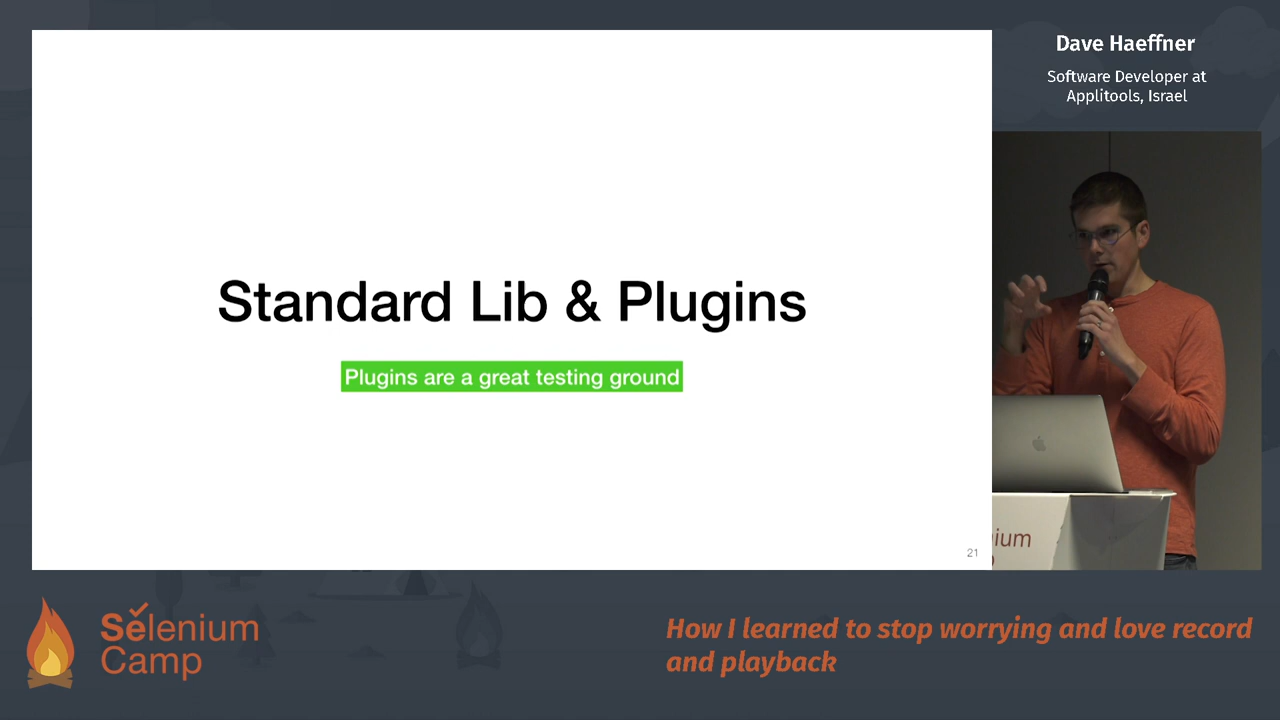 Dave Haeffner
Software Developer at
Applitools, Israel
Standard Lib & Plugins
Plugins are a great testing ground
21
nium
Selenium
Camp
How I learned to stop worrying and love record
and playback